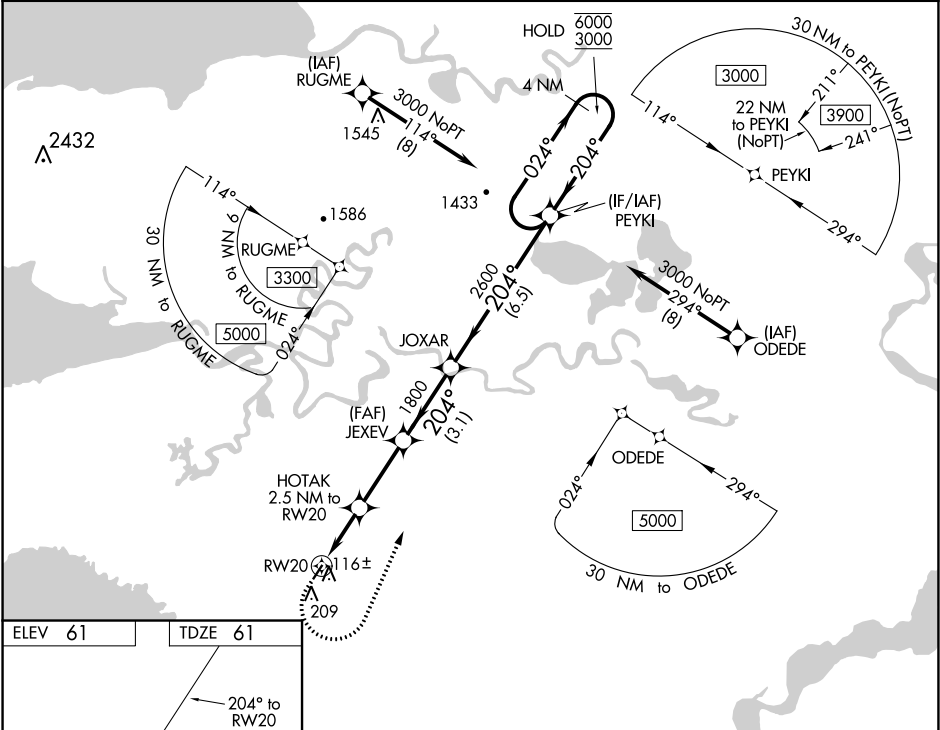 HOLD 6000
3000
4 NM
024°
204°
(IAF)
RUGME
3000 NoPT
114°
(8)
1545
2432
1433
1586
(IF/IAF)
PEYKI
30 NM to PEYKI (NoPT)
3000
211°
22 NM
to PEYKI
(NoPT)
3900
241°
114°
PEYKI
294°
114°
RUGME
9 NM to RUGME
3300
30 NM to RUGME
5000
024°
2600
204°
(6.5)
3000 NoPT
294°
(8)
(IAF)
ODEDE
JOXAR
1800
204°
(3.1)
(FAF)
JEXEV
HOTAK
2.5 NM to
RW20
RW20
116±
209
ODEDE
024°
294°
5000
30 NM to ODEDE
ELEV 61
TDZE 61
204° to
RW20